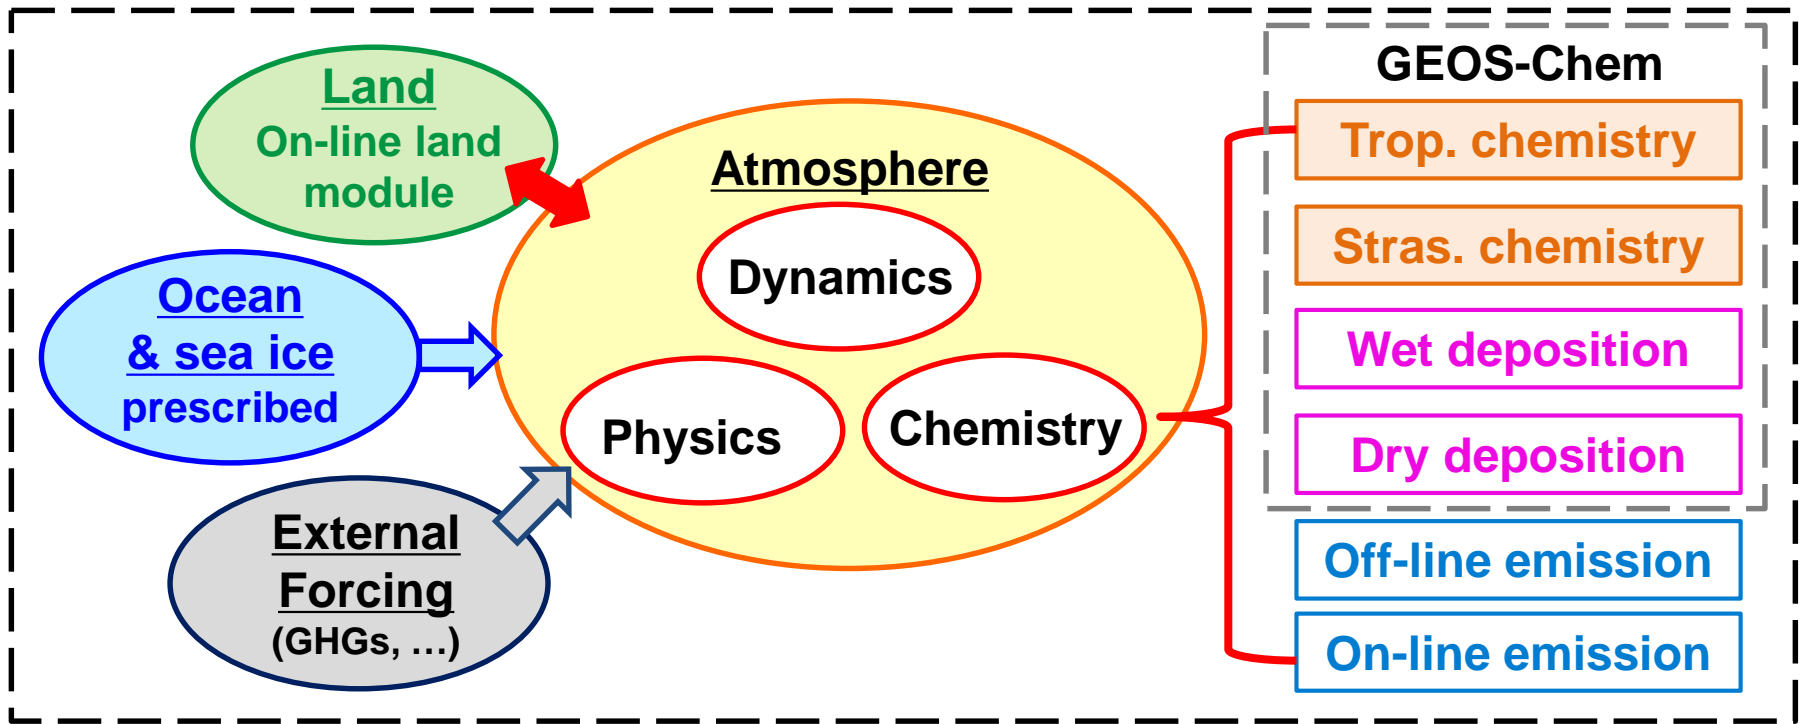 Land
On-line land
module
Ocean
& sea ice
prescribed
External
Forcing
(GHGs, ...)
Atmosphere
Dynamics
Physics
Chemistry
GEOS-Chem
Trop. chemistry
Stras. chemistry
Wet deposition
Dry deposition
Off-line emission
On-line emission